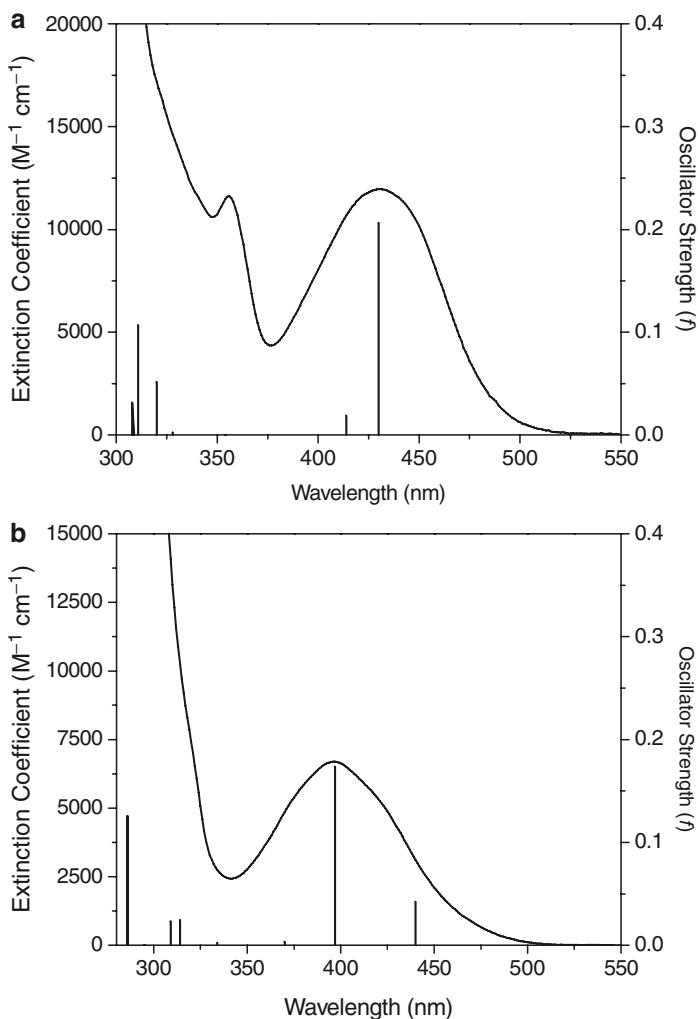 a
20000
15000
10000
5000
0
Extinction Coefficient (M⁻¹ cm⁻¹)
0.4
0.3
0.2
0.1
0.0
Oscillator Strength (f)
300 350 400 450 500 550
Wavelength (nm)
b
15000
12500
10000
7500
5000
2500
0
Extinction Coefficient (M⁻¹ cm⁻¹)
0.4
0.3
0.2
0.1
0.0
Oscillator Strength (f)
300 350 400 450 500 550
Wavelength (nm)